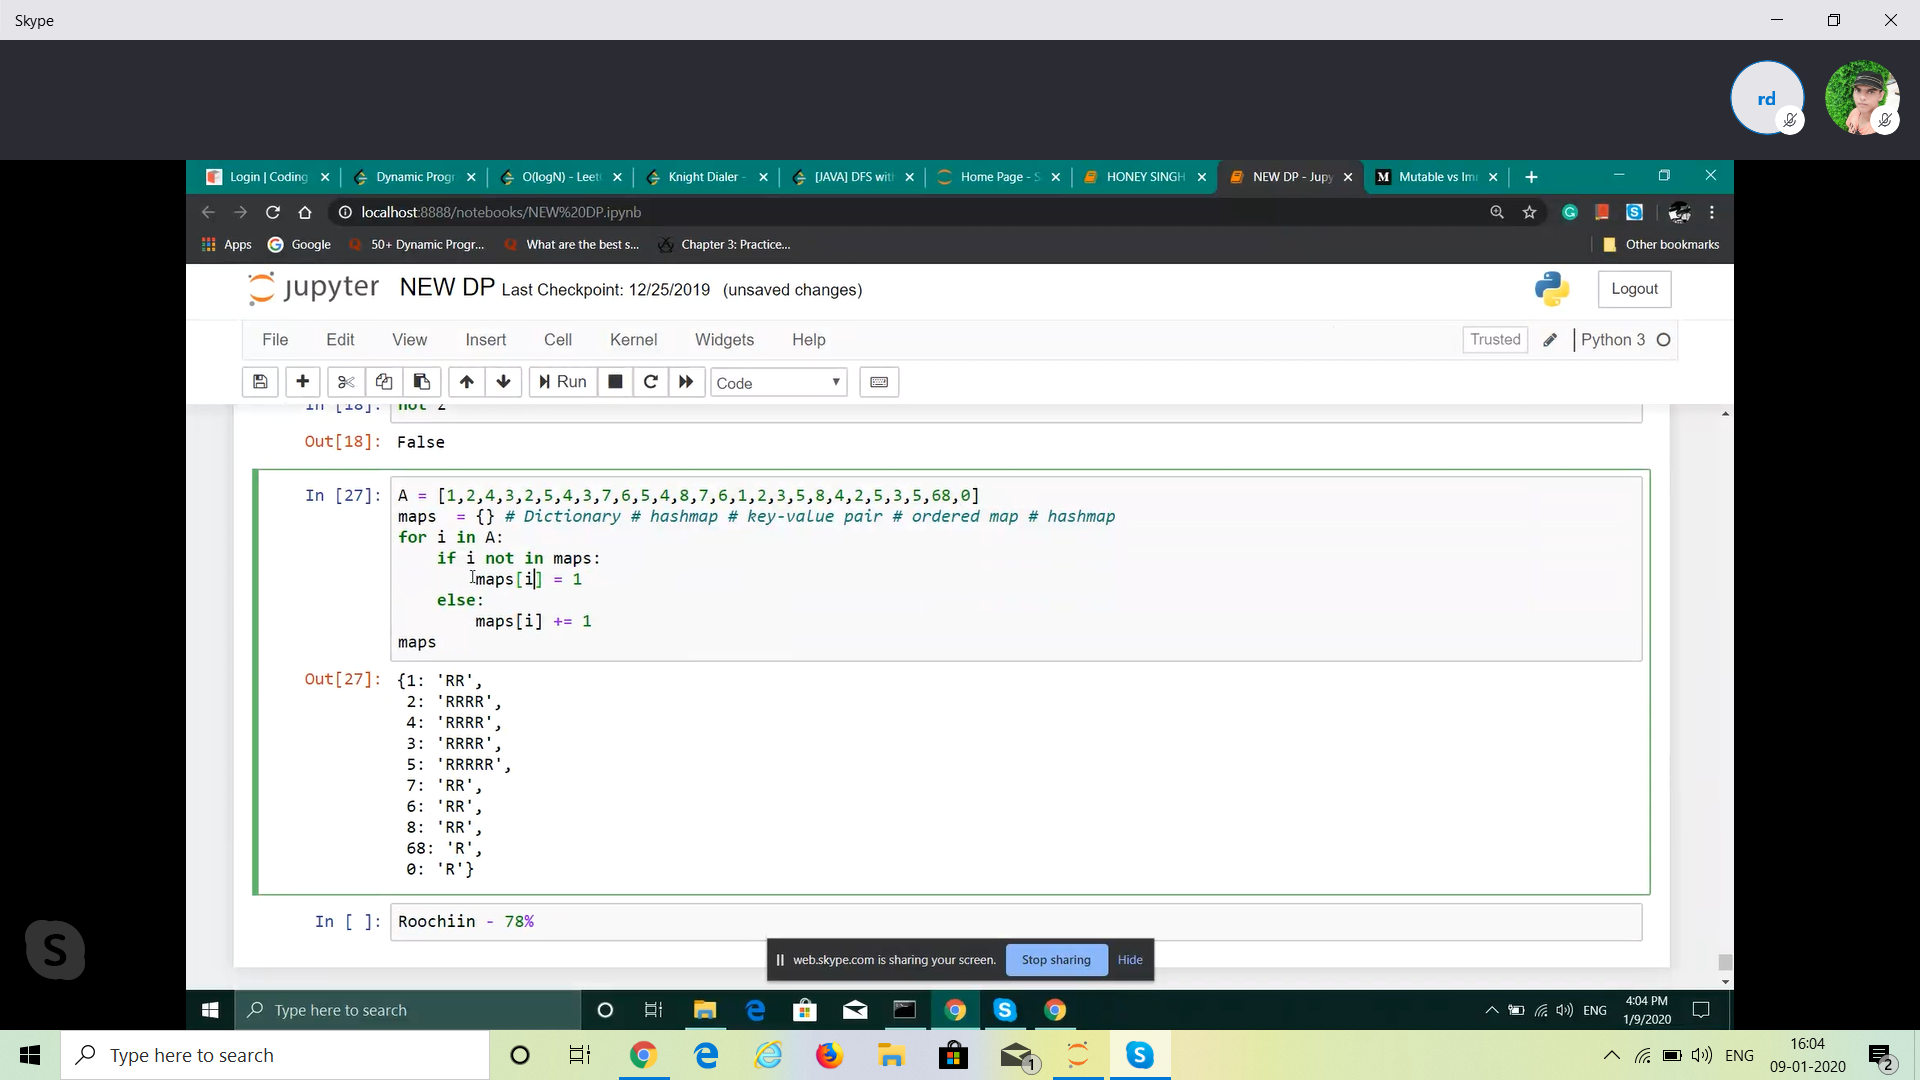 Skype
rd
Login | Coding
Dynamic Prog
O(logN) - Leet
Knight Dialer -
[JAVA] DFS wit
Home Page - S
HONEY SINGH
NEW DP - Jupy
Mutable vs Im
localhost:8888/notebooks/NEW%20DP.ipynb
Apps
Google
50+ Dynamic Progr...
What are the best s...
Chapter 3: Practice...
Other bookmarks
jupyter NEW DP Last Checkpoint: 12/25/2019 (unsaved changes)
Logout
File Edit View Insert Cell Kernel Widgets Help
Trusted
Python 3
Run
Code
In [18]: not 2
Out[18]: False
In [27]: A = [1,2,4,3,2,5,4,3,7,6,5,4,8,7,6,1,2,3,5,8,4,2,5,3,5,68,0]
maps  = {} # Dictionary # hashmap # key-value pair # ordered map # hashmap
for i in A:
    if i not in maps:
        maps[i] = 1
    else:
        maps[i] += 1
maps
Out[27]: {1: 'RR',
 2: 'RRRR',
 4: 'RRRR',
 3: 'RRRR',
 5: 'RRRRR',
 7: 'RR',
 6: 'RR',
 8: 'RR',
 68: 'R',
 0: 'R'}
In [ ]: Roochiin - 78%
web.skype.com is sharing your screen. Stop sharing Hide
Type here to search
ENG
4:04 PM
1/9/2020
Type here to search
1
ENG
16:04
09-01-2020
2